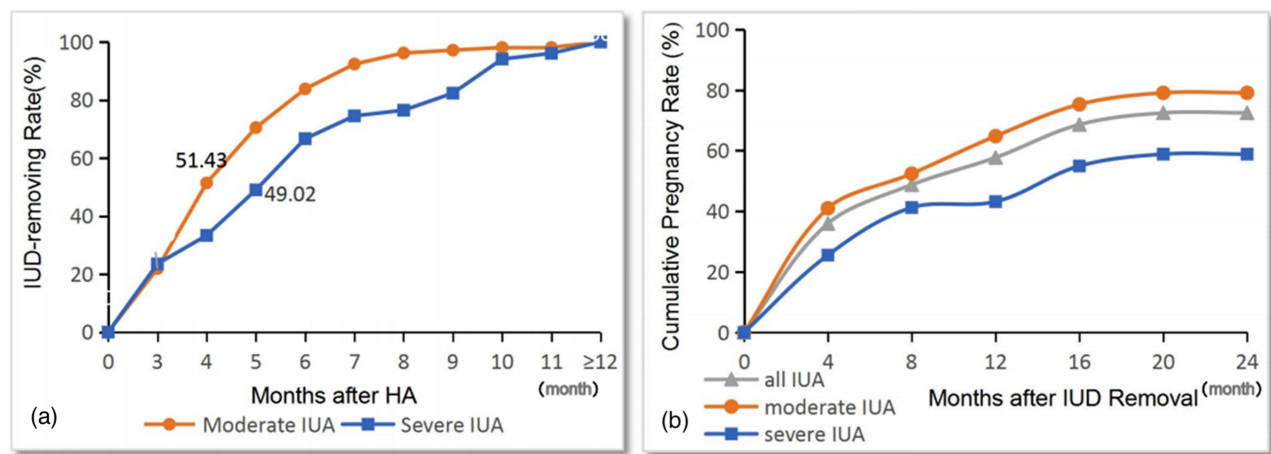 IUD-removing Rate(%)
100
80
60
40
20
0
51.43
49.02
0 3 4 5 6 7 8 9 10 11 ≥12
Months after HA (month)
(a)
Moderate IUA Severe IUA
Cumulative Pregnancy Rate (%)
100
80
60
40
20
0
0 4 8 12 16 20 24
all IUA
Months after IUD Removal (month)
moderate IUA
(b)
severe IUA